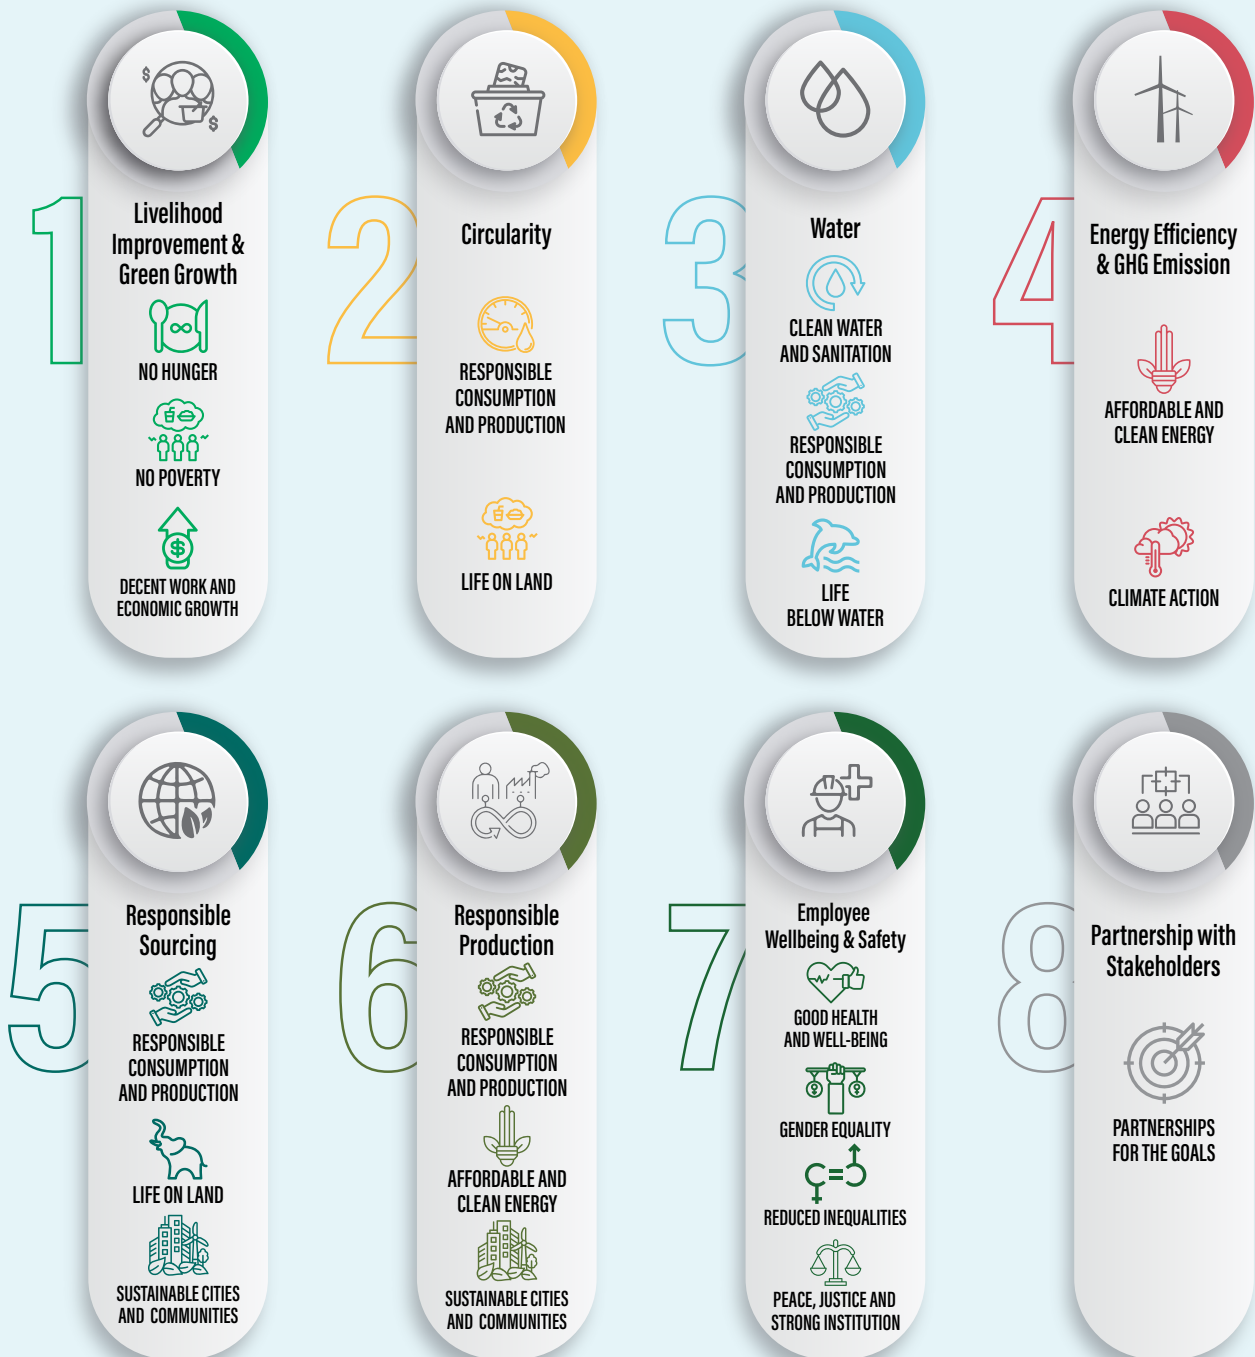 1
Livelihood
Improvement &
Green Growth
NO HUNGER
NO POVERTY
$
DECENT WORK AND
ECONOMIC GROWTH
2
Circularity
RESPONSIBLE
CONSUMPTION
AND PRODUCTION
LIFE ON LAND
3
Water
CLEAN WATER
AND SANITATION
RESPONSIBLE
CONSUMPTION
AND PRODUCTION
LIFE
BELOW WATER
4
Energy Efficiency
& GHG Emission
AFFORDABLE AND
CLEAN ENERGY
CLIMATE ACTION
5
Responsible
Sourcing
RESPONSIBLE
CONSUMPTION
AND PRODUCTION
LIFE ON LAND
SUSTAINABLE CITIES
AND COMMUNITIES
6
Responsible
Production
RESPONSIBLE
CONSUMPTION
AND PRODUCTION
AFFORDABLE AND
CLEAN ENERGY
SUSTAINABLE CITIES
AND COMMUNITIES
7
Employee
Wellbeing & Safety
GOOD HEALTH
AND WELL-BEING
GENDER EQUALITY
REDUCED INEQUALITIES
PEACE, JUSTICE AND
STRONG INSTITUTION
8
Partnership with
Stakeholders
PARTNERSHIPS
FOR THE GOALS